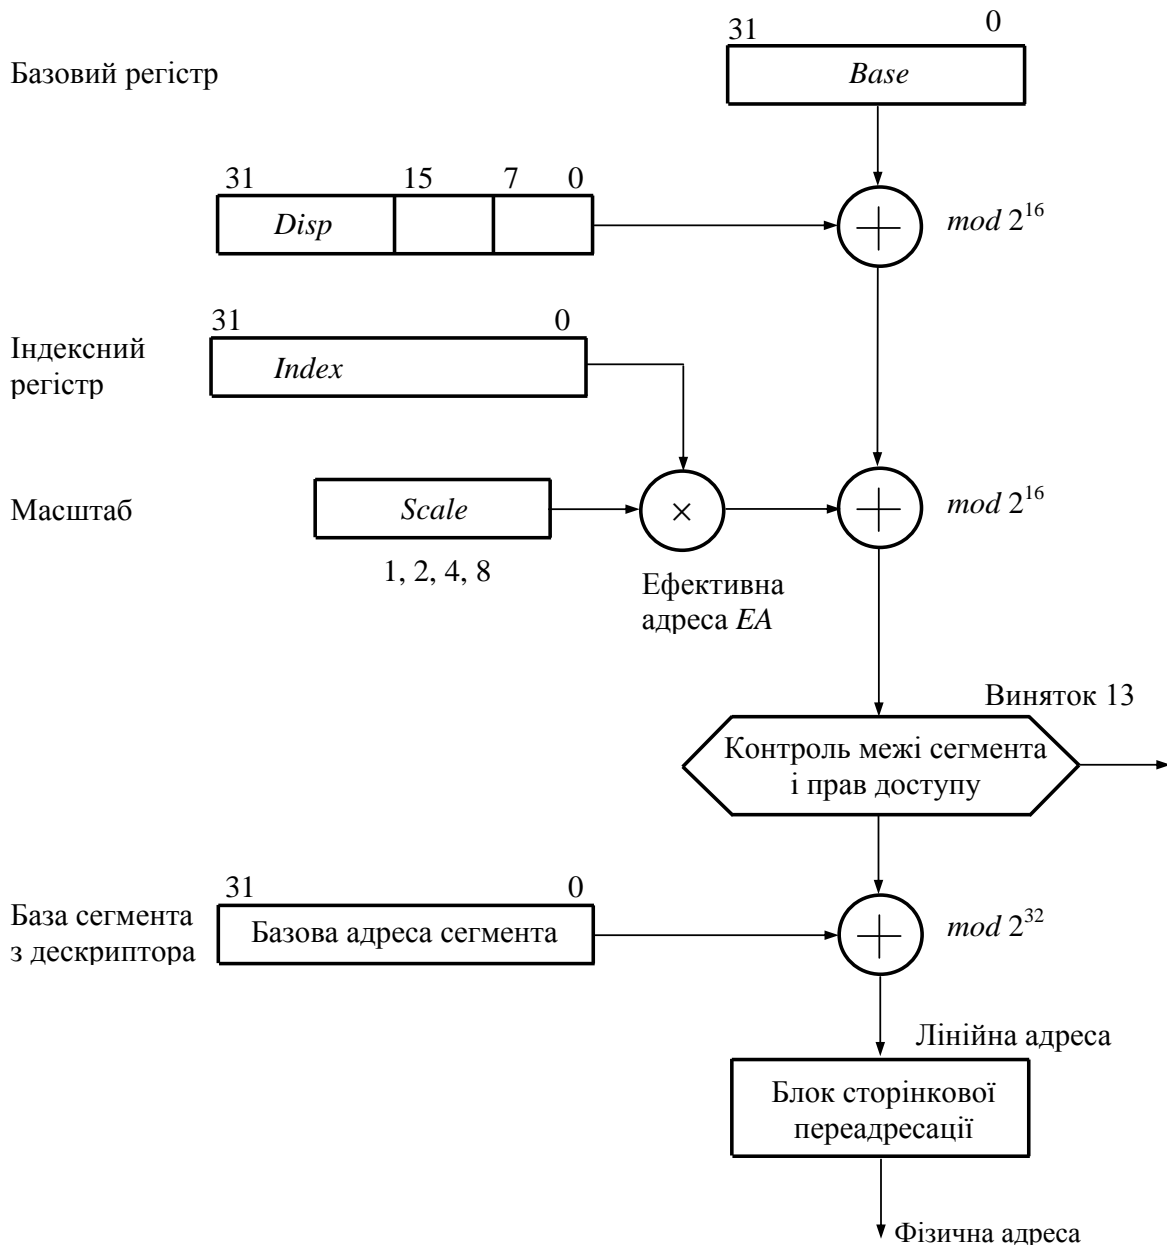 31 0
Базовий регістр
Base
31 15 7 0
Disp
mod 2^16
31 0
Індексний
регістр
Index
Масштаб
Scale
×
mod 2^16
1, 2, 4, 8
Ефективна
адреса EA
Виняток 13
Контроль межі сегмента
і прав доступу
31 0
База сегмента
з дескриптора
Базова адреса сегмента
mod 2^32
Лінійна адреса
Блок сторінкової
переадресації
Фізична адреса